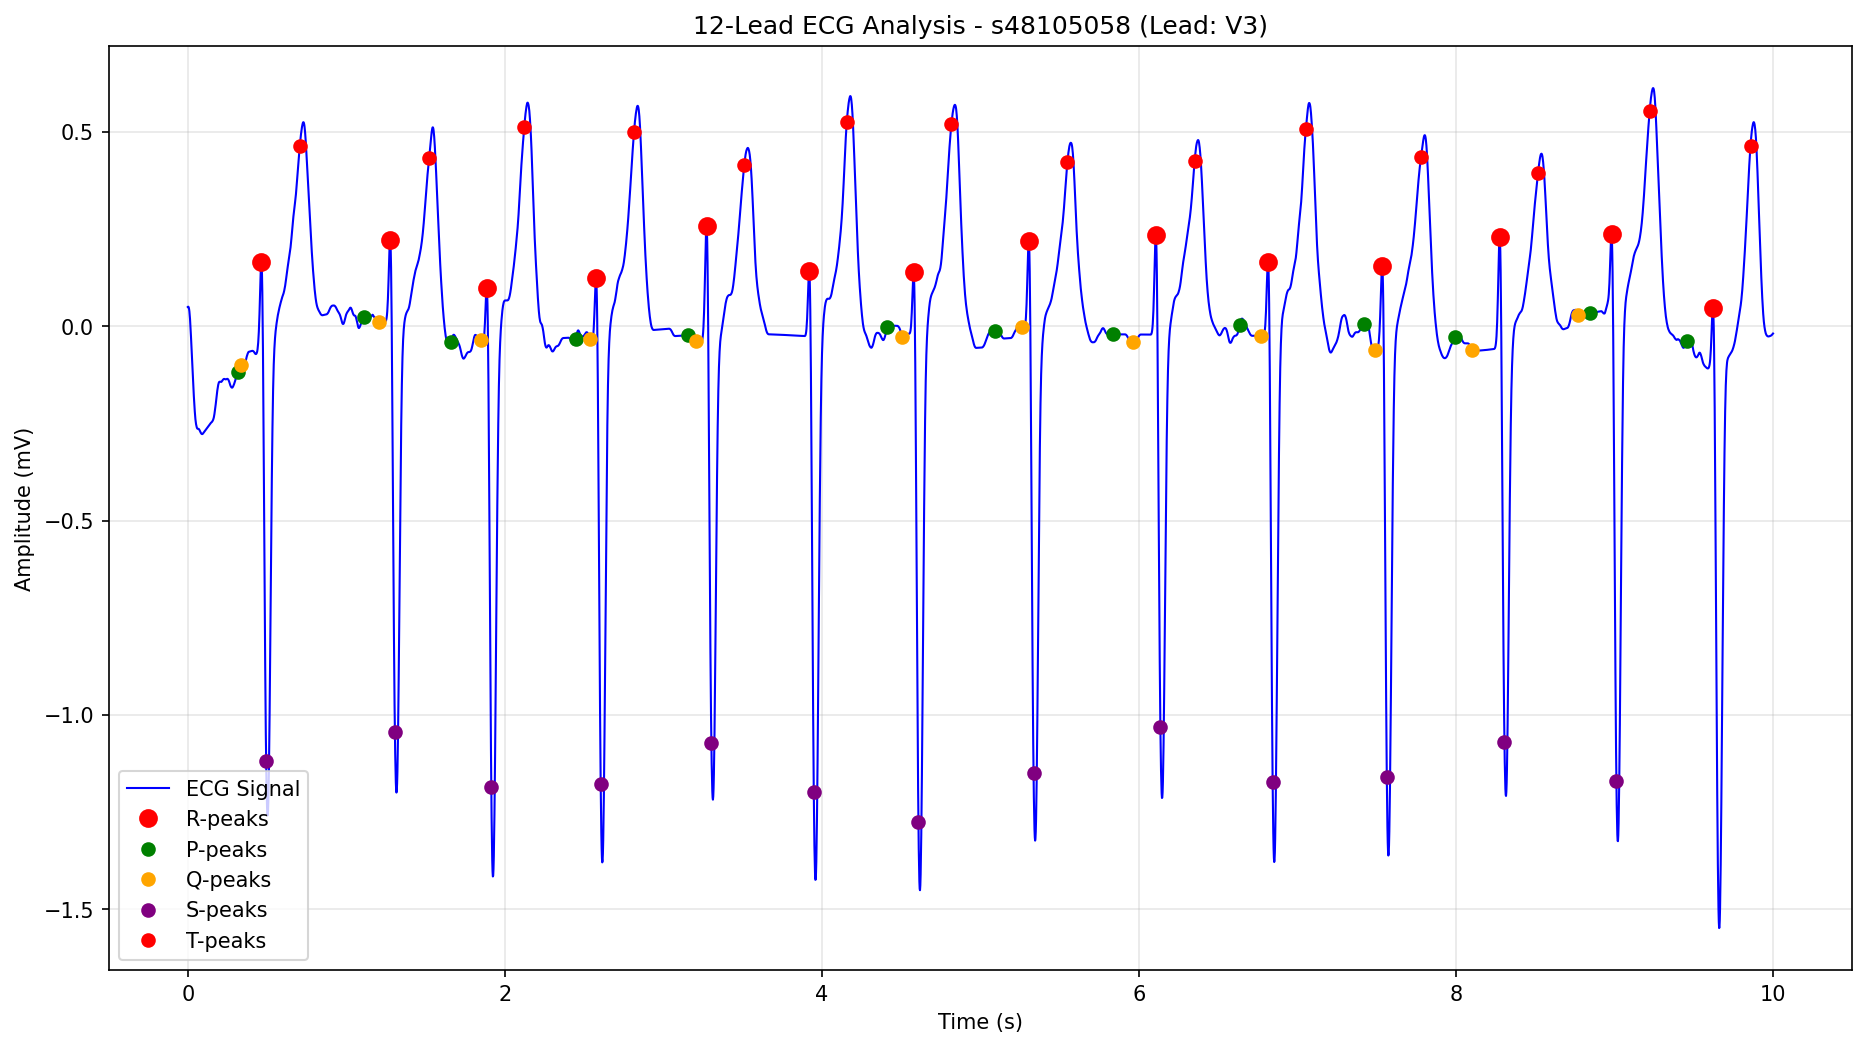 12-Lead ECG Analysis - s48105058 (Lead: V3)
Amplitude (mV)
0.5
0.0
−0.5
−1.0
−1.5
ECG Signal
R-peaks
P-peaks
Q-peaks
S-peaks
T-peaks
0 2 4 6 8 10
Time (s)